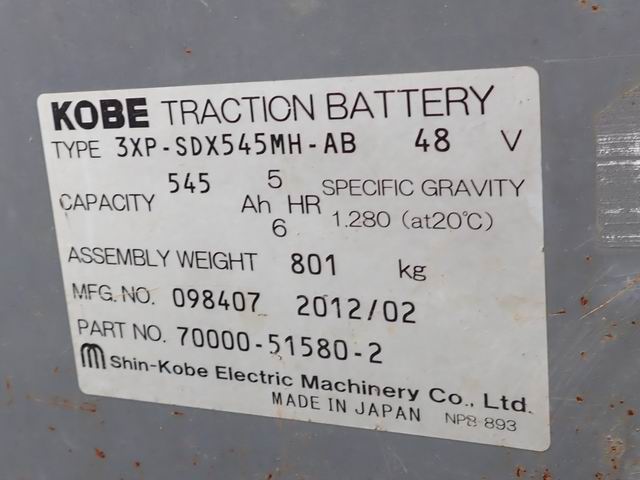 KOBE TRACTION BATTERY
TYPE 3XP-SDX545MH-AB 48 V
CAPACITY 545 Ah 5 HR SPECIFIC GRAVITY
6 1.280 (at20℃)
ASSEMBLY WEIGHT 801 kg
MFG.NO. 098407 2012/02
PART NO. 70000-51580-2
Shin-Kobe Electric Machinery Co., Ltd.
MADE IN JAPAN NPB 893